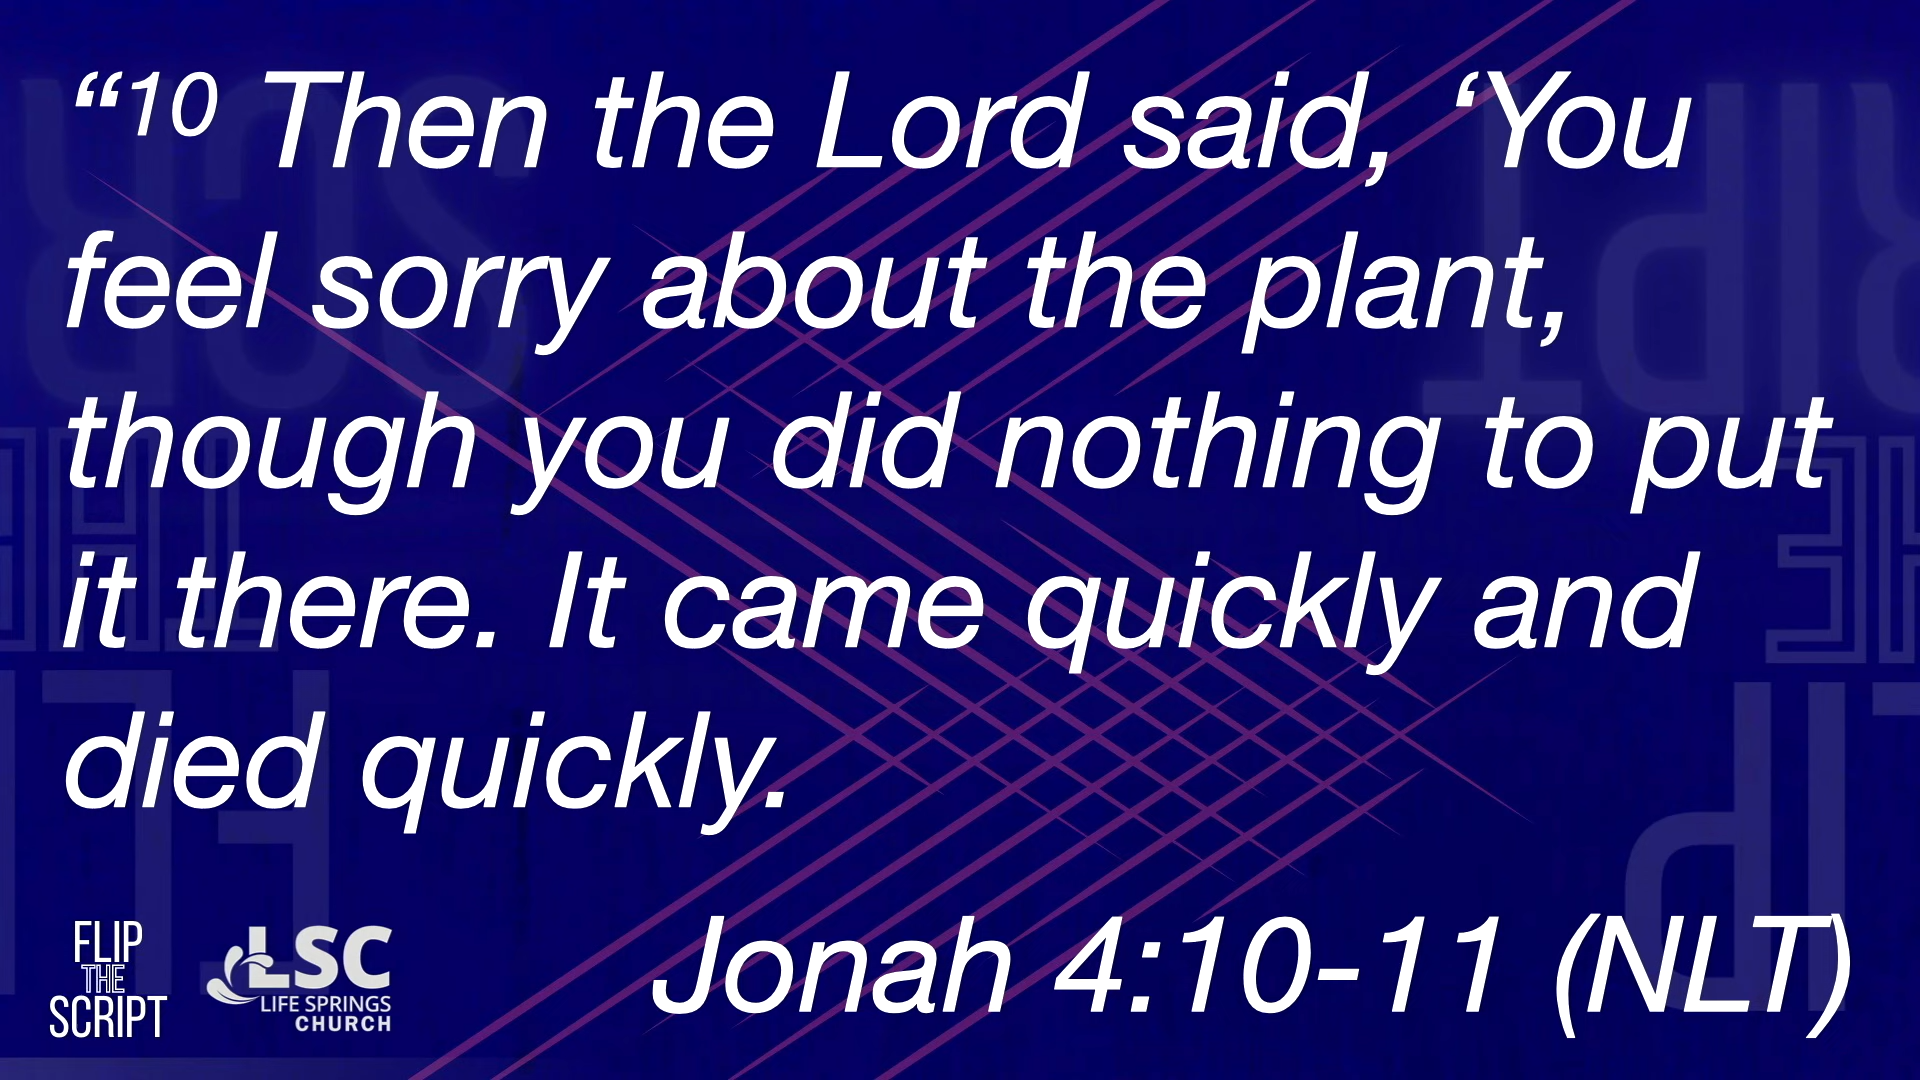 “10 Then the Lord said, ‘You
feel sorry about the plant,
though you did nothing to put
it there. It came quickly and
died quickly.
Jonah 4:10-11 (NLT)
FLIP
THE
SCRIPT
LSC
LIFE SPRINGS
CHURCH